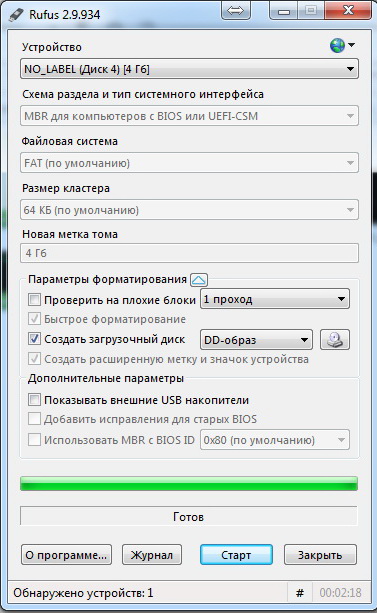 Rufus 2.9.934
Устройство
NO_LABEL (Диск 4) [4 Гб]
Схема раздела и тип системного интерфейса
MBR для компьютеров с BIOS или UEFI-CSM
Файловая система
FAT (по умолчанию)
Размер кластера
64 КБ (по умолчанию)
Новая метка тома
4 Гб
Параметры форматирования
Проверить на плохие блоки 1 проход
Быстрое форматирование
Создать загрузочный диск DD-образ
Создать расширенную метку и значок устройства
Дополнительные параметры
Показывать внешние USB накопители
Добавить исправления для старых BIOS
Использовать MBR с BIOS ID 0x80 (по умолчанию)
Готов
О программе... Журнал Старт Закрыть
Обнаружено устройств: 1 # 00:02:18